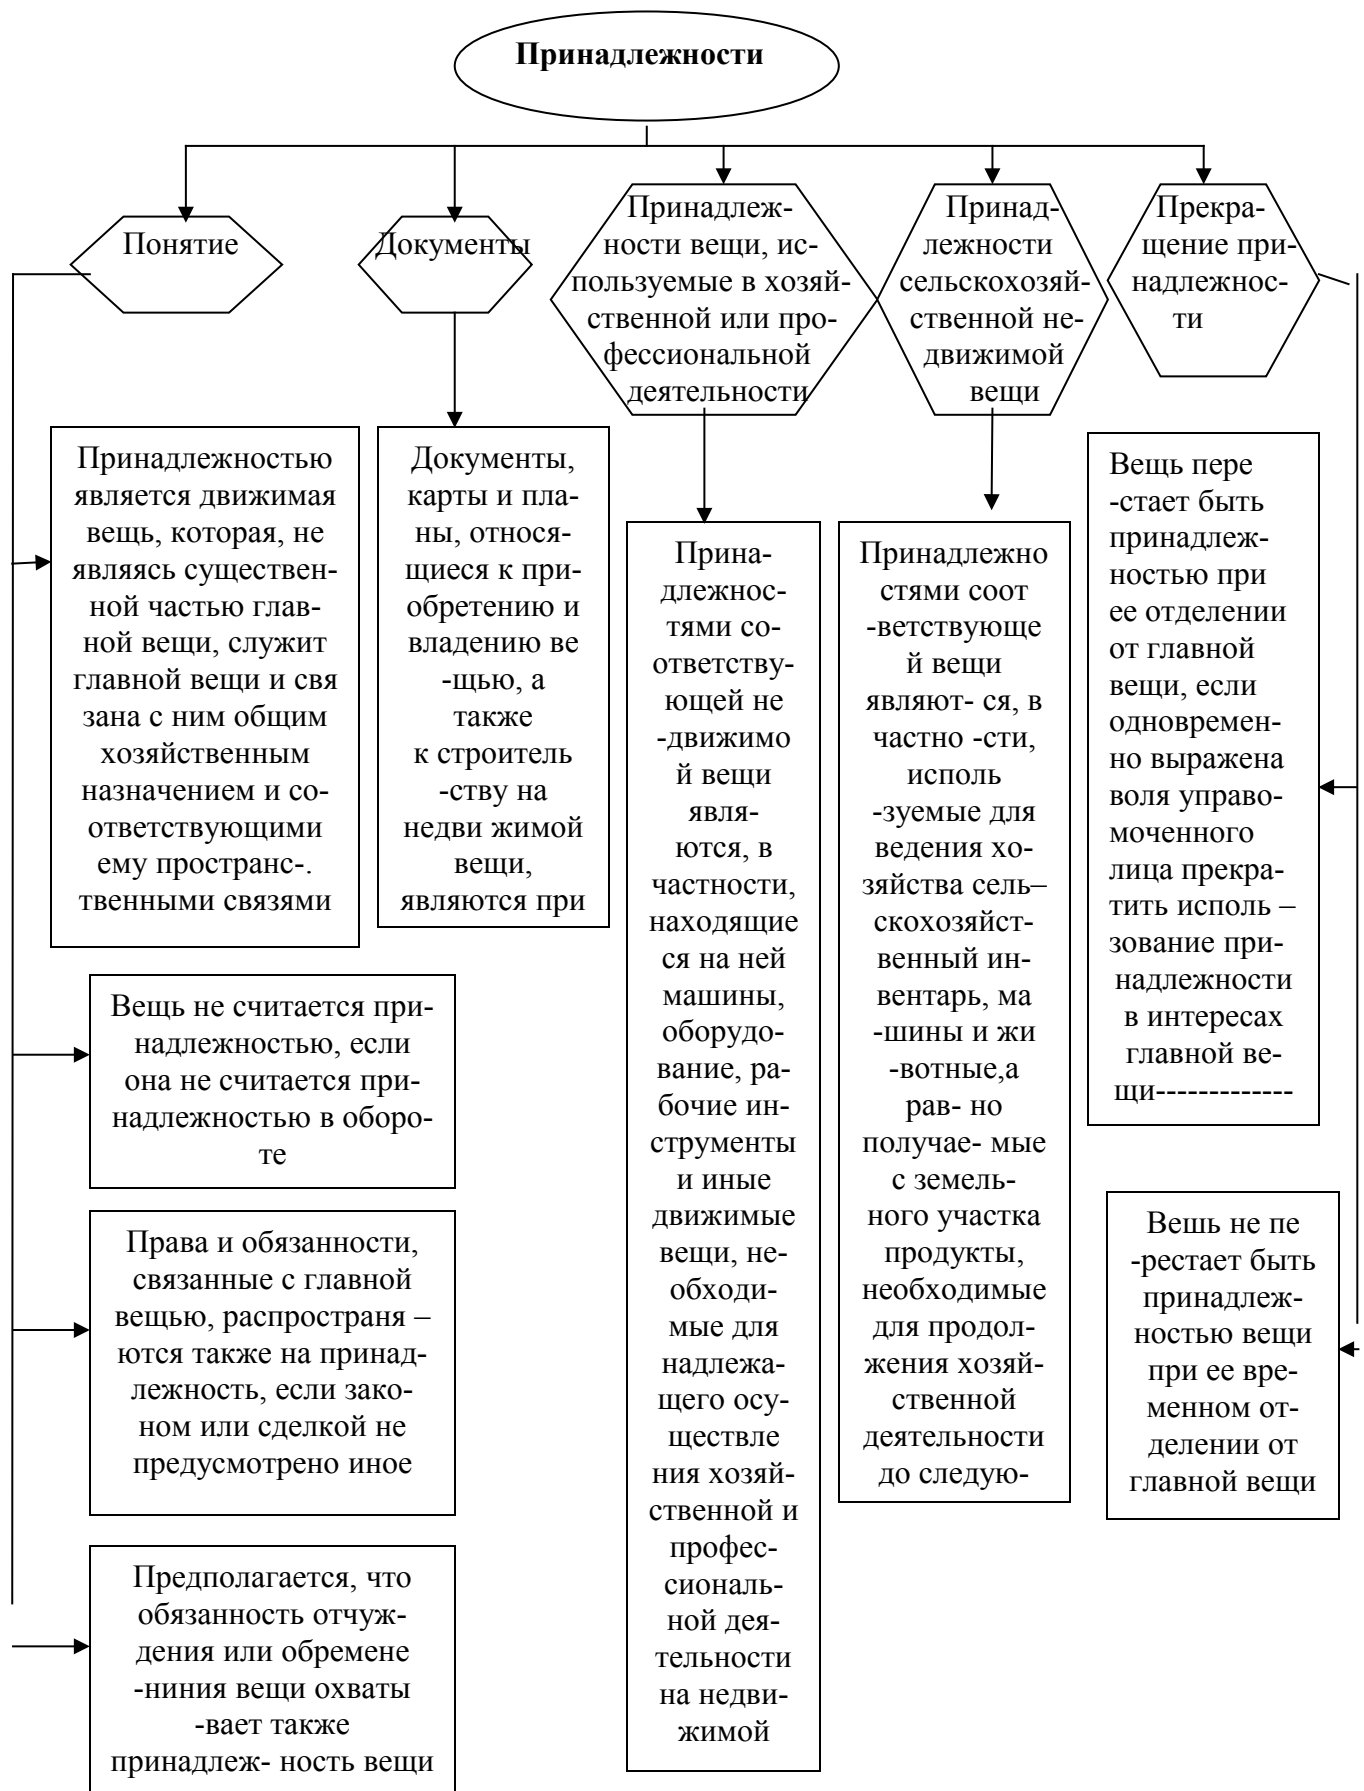 Принадлежности
Понятие
Документы
Принадлеж-
ности вещи, ис-
пользуемые в хозяй-
ственной или про-
фессиональной
деятельности
Принад-
лежности
сельскохозяй-
ственной не-
движимой
вещи
Прекра-
щение при-
надлежнос-
ти
Принадлежностью
является движимая
вещь, которая, не
являясь существен-
ной частью глав-
ной вещи, служит
главной вещи и свя
зана с ним общим
хозяйственным
назначением и со-
ответствующими
ему пространс-.
твенными связями
Вещь не считается при-
надлежностью, если
она не считается при-
надлежностью в оборо-
те
Права и обязанности,
связанные с главной
вещью, распространя –
ются также на принад-
лежность, если зако-
ном или сделкой не
предусмотрено иное
Предполагается, что
обязанность отчуж-
дения или обремене
-ниния вещи охваты
-вает также
принадлеж- ность вещи
Документы,
карты и пла-
ны, относя-
щиеся к при-
обретению и
владению ве
-щью, а
также
к строитель
-ству на
недви жимой
вещи,
являются при
Прина-
длежнос-
тями со-
ответству-
ющей не
-движимо
й вещи
явля-
ются, в
частности,
находящие
ся на ней
машины,
оборудо-
вание, ра-
бочие ин-
струменты
и иные
движимые
вещи, не-
обходи-
мые для
надлежа-
щего осу-
ществле
ния хозяй-
ственной и
профес-
сиональ-
ной дея-
тельности
на недви-
жимой
Принадлежно
стями соот
-ветствующе
й вещи
являют- ся, в
частно -сти,
исполь
-зуемые для
ведения хо-
зяйства сель–
скохозяйст-
венный ин-
вентарь, ма
-шины и жи
-вотные,а
рав- но
получае- мые
с земель-
ного участка
продукты,
необходимые
для продол-
жения хозяй-
ственной
деятельности
до следую-
Вещь пере
-стает быть
принадлеж-
ностью при
ее отделении
от главной
вещи, если
одновремен-
но выражена
воля управо-
моченного
лица прекра-
тить исполь –
зование при-
надлежности
в интересах
главной ве-
щи-------------
Вешь не пе
-рестает быть
принадлеж-
ностью вещи
при ее вре-
менном от-
делении от
главной вещи